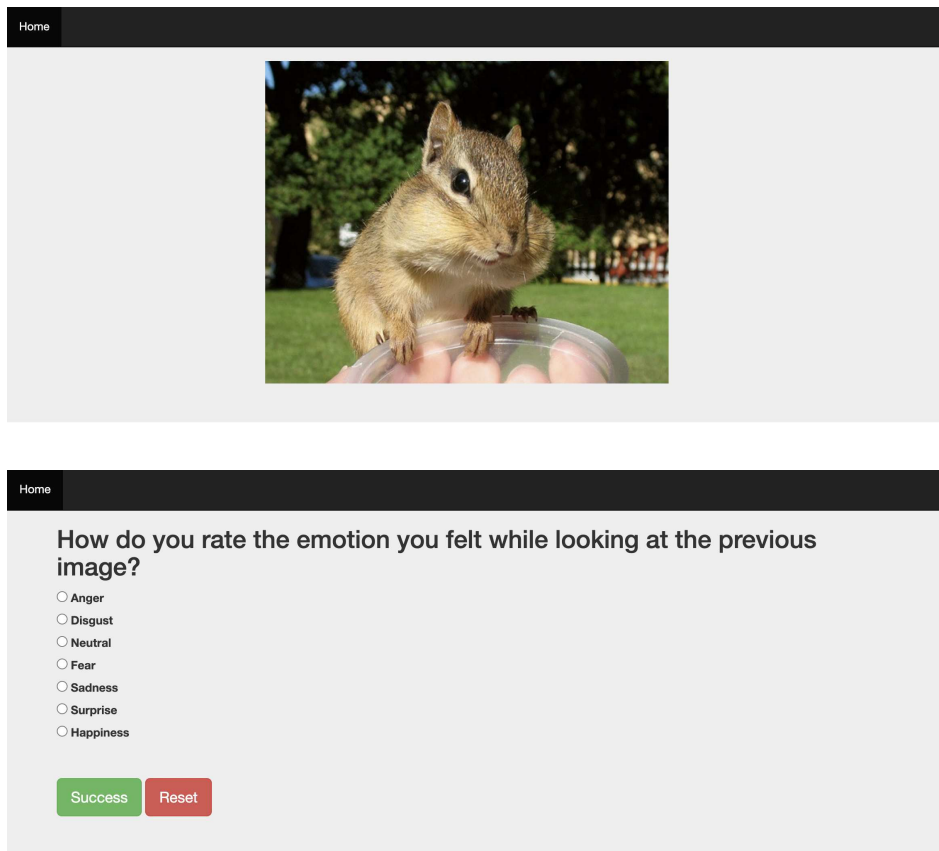 Home
Home
How do you rate the emotion you felt while looking at the previous
image?
Anger
Disgust
Neutral
Fear
Sadness
Surprise
Happiness
Success Reset